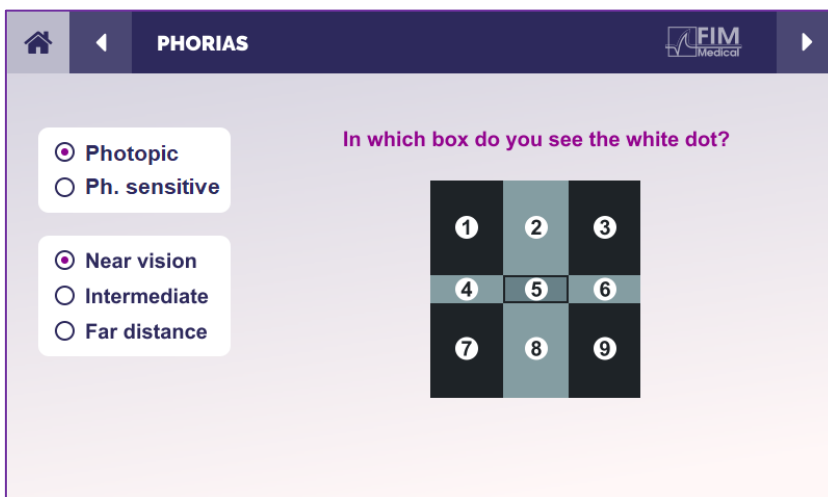 PHORIAS
FIM
Medical
Photopic
Ph. sensitive
Near vision
Intermediate
Far distance
In which box do you see the white dot?
1 2 3
4 5 6
7 8 9